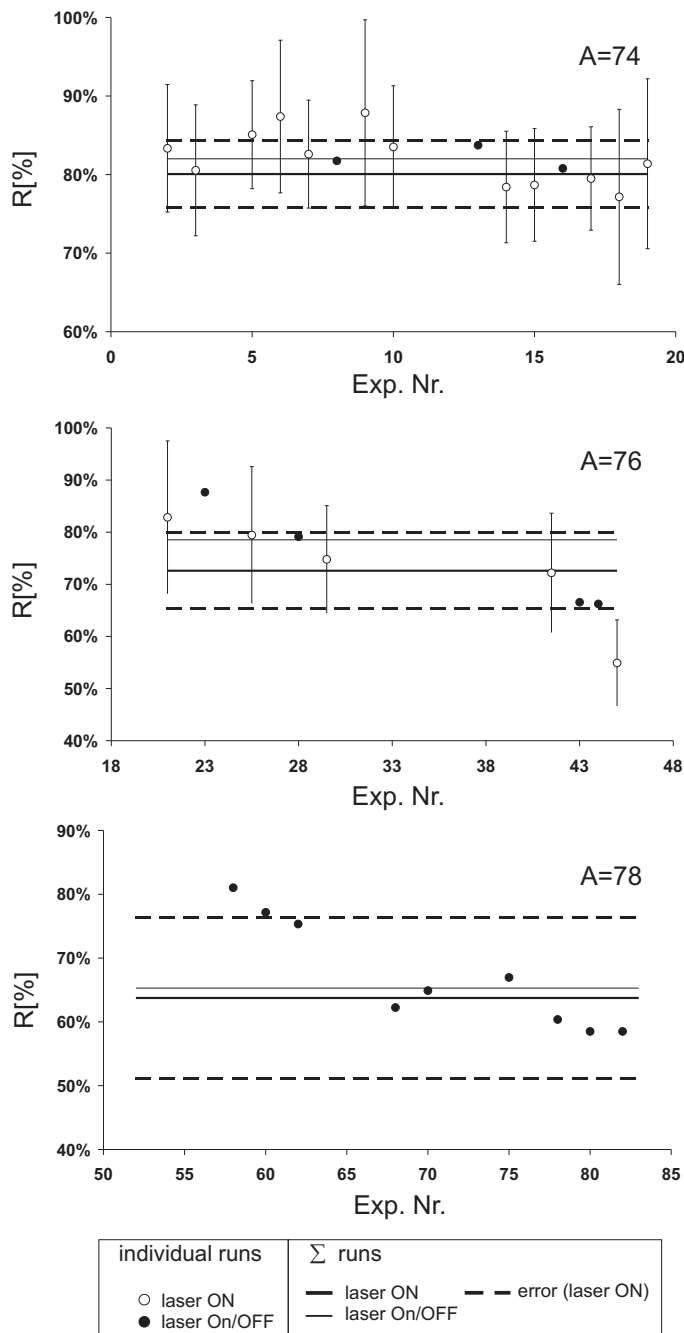 100%
A=74
90%
80%
70%
60%
R[%]
0 5 10 15 20
Exp. Nr.
100%
A=76
90%
80%
70%
60%
50%
40%
R[%]
18 23 28 33 38 43 48
Exp. Nr.
90%
A=78
80%
70%
60%
50%
40%
R[%]
50 55 60 65 70 75 80 85
Exp. Nr.
individual runs
laser ON
laser On/OFF
∑ runs
laser ON
error (laser ON)
laser On/OFF